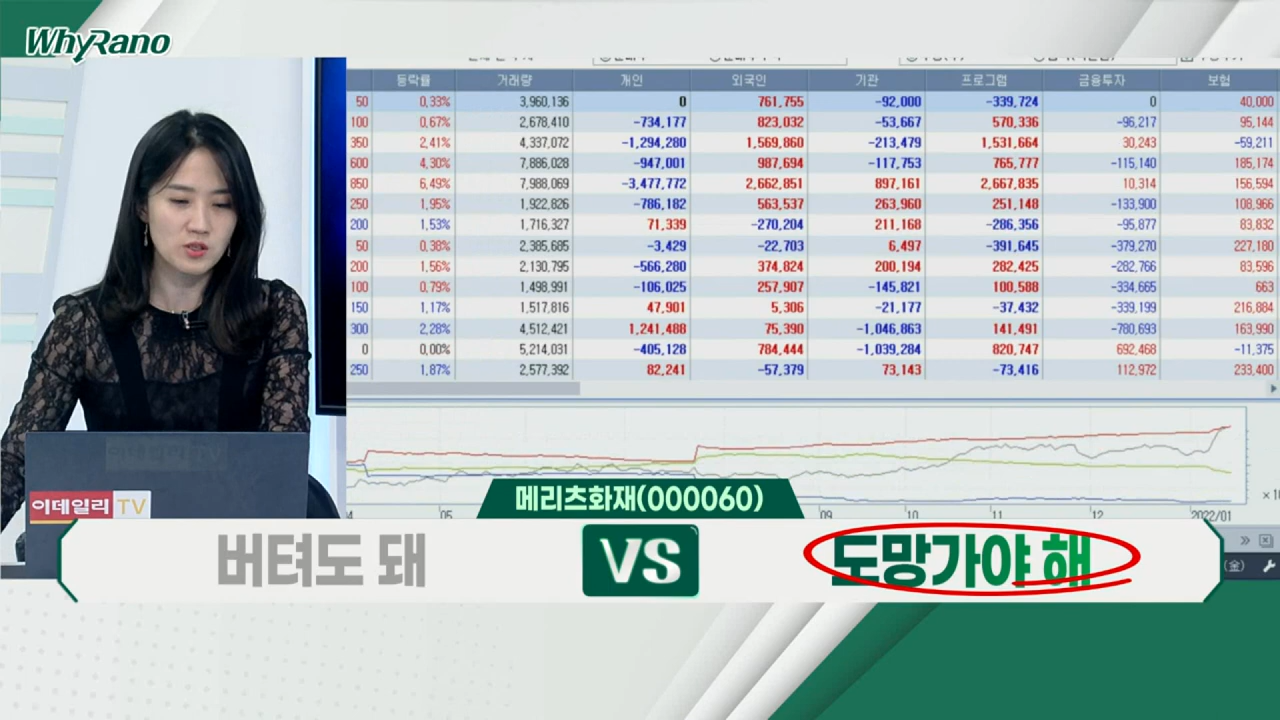 WhyRano
등락률 거래량 개인 외국인 기관 프로그램 금융투자 보험
50 0,33% 3,960,136 0 761,755 -92,000 -339,724 0 40,000
100 0,67% 2,678,410 -734,177 823,032 -53,667 570,336 -96,217 95,144
350 2,41% 4,337,072 -1,294,280 1,569,860 -213,479 1,531,664 30,243 -59,211
600 4,30% 7,886,028 -947,001 987,694 -117,753 765,777 -115,140 185,174
850 6,49% 7,988,069 -3,477,772 2,662,851 897,161 2,667,835 10,314 156,594
250 1,95% 1,922,826 -786,182 563,537 263,960 251,148 -133,900 108,966
200 1,53% 1,716,327 71,339 -270,204 211,168 -286,356 -95,877 83,832
50 0,38% 2,385,685 -3,429 -22,703 6,497 -391,645 -379,270 227,180
200 1,56% 2,130,795 -566,280 374,824 200,194 282,425 -282,766 83,596
100 0,79% 1,498,991 -106,025 257,907 -145,821 100,588 -334,665 663
150 1,17% 1,517,816 47,901 5,306 -21,177 -37,432 -339,199 216,884
300 2,28% 4,512,421 1,241,488 75,390 -1,046,863 141,491 -780,693 163,990
0 0,00% 5,214,031 -405,128 784,444 -1,039,284 820,747 692,468 -11,375
250 1,87% 2,577,392 82,241 -57,379 73,143 -73,416 112,972 233,400
이데일리 TV
05 09 10 11 12 2022/01
메리츠화재(000060)
버텨도 돼 VS 도망가야 해
(金)